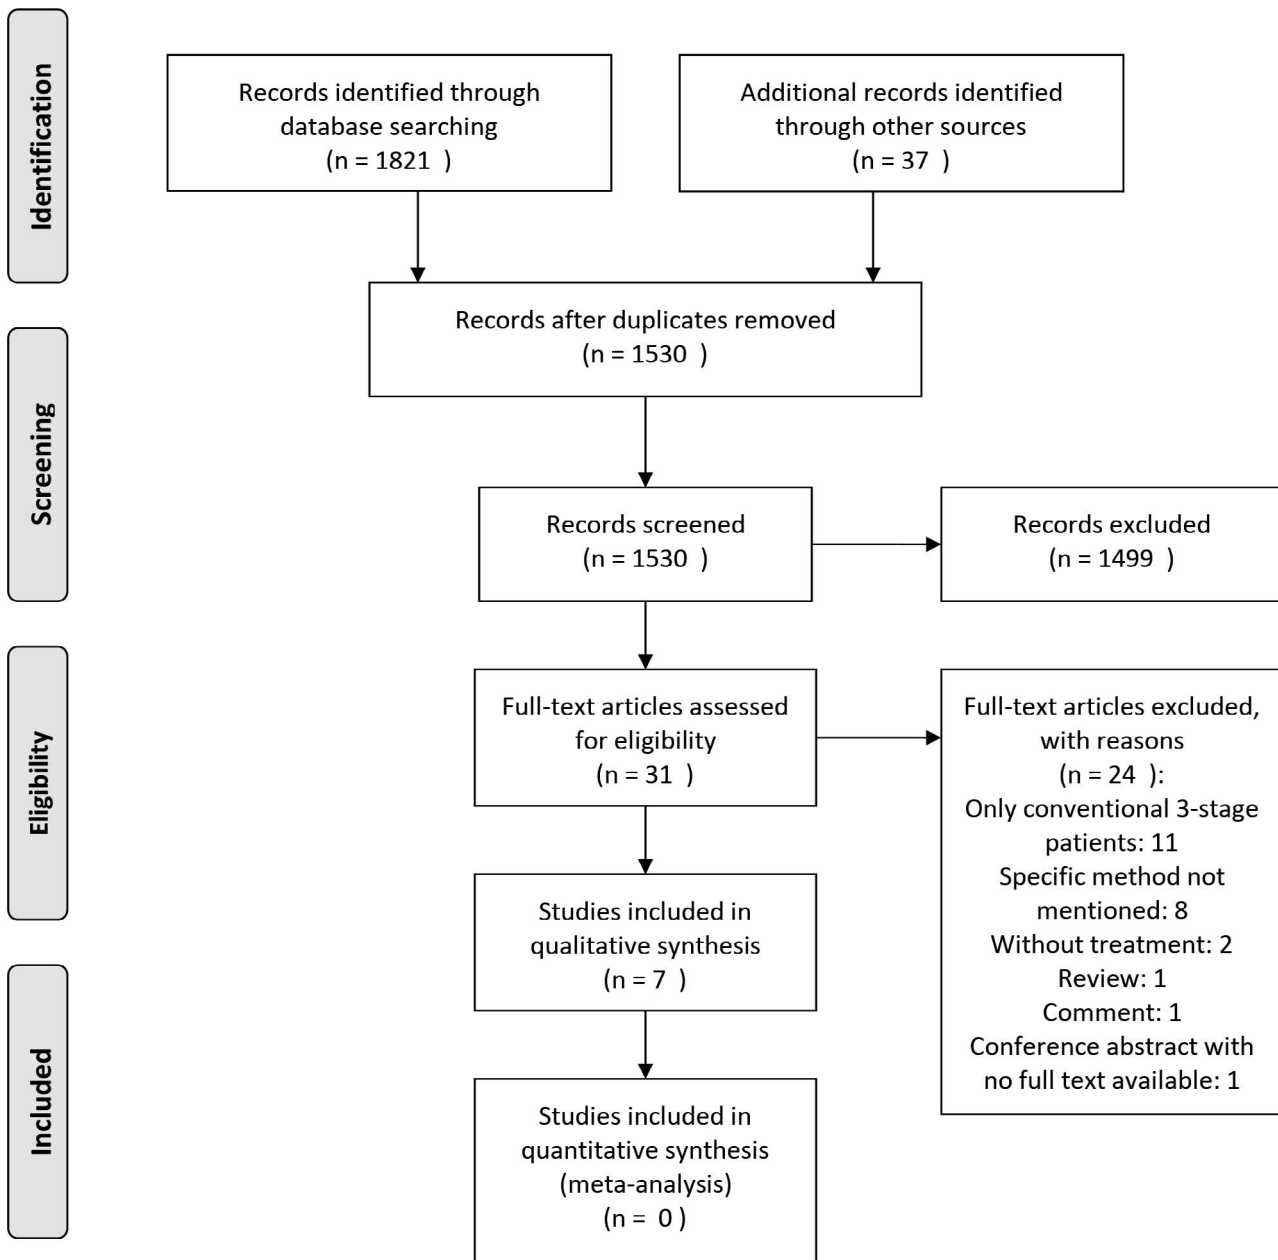 Identification
Records identified through
database searching
(n = 1821  )
Additional records identified
through other sources
(n = 37  )
Records after duplicates removed
(n = 1530  )
Screening
Records screened
(n = 1530  )
Records excluded
(n = 1499  )
Eligibility
Full-text articles assessed
for eligibility
(n = 31  )
Full-text articles excluded,
with reasons
(n = 24  ):
Only conventional 3-stage
patients: 11
Specific method not
mentioned: 8
Without treatment: 2
Review: 1
Comment: 1
Conference abstract with
no full text available: 1
Studies included in
qualitative synthesis
(n = 7  )
Included
Studies included in
quantitative synthesis
(meta-analysis)
(n =  0 )